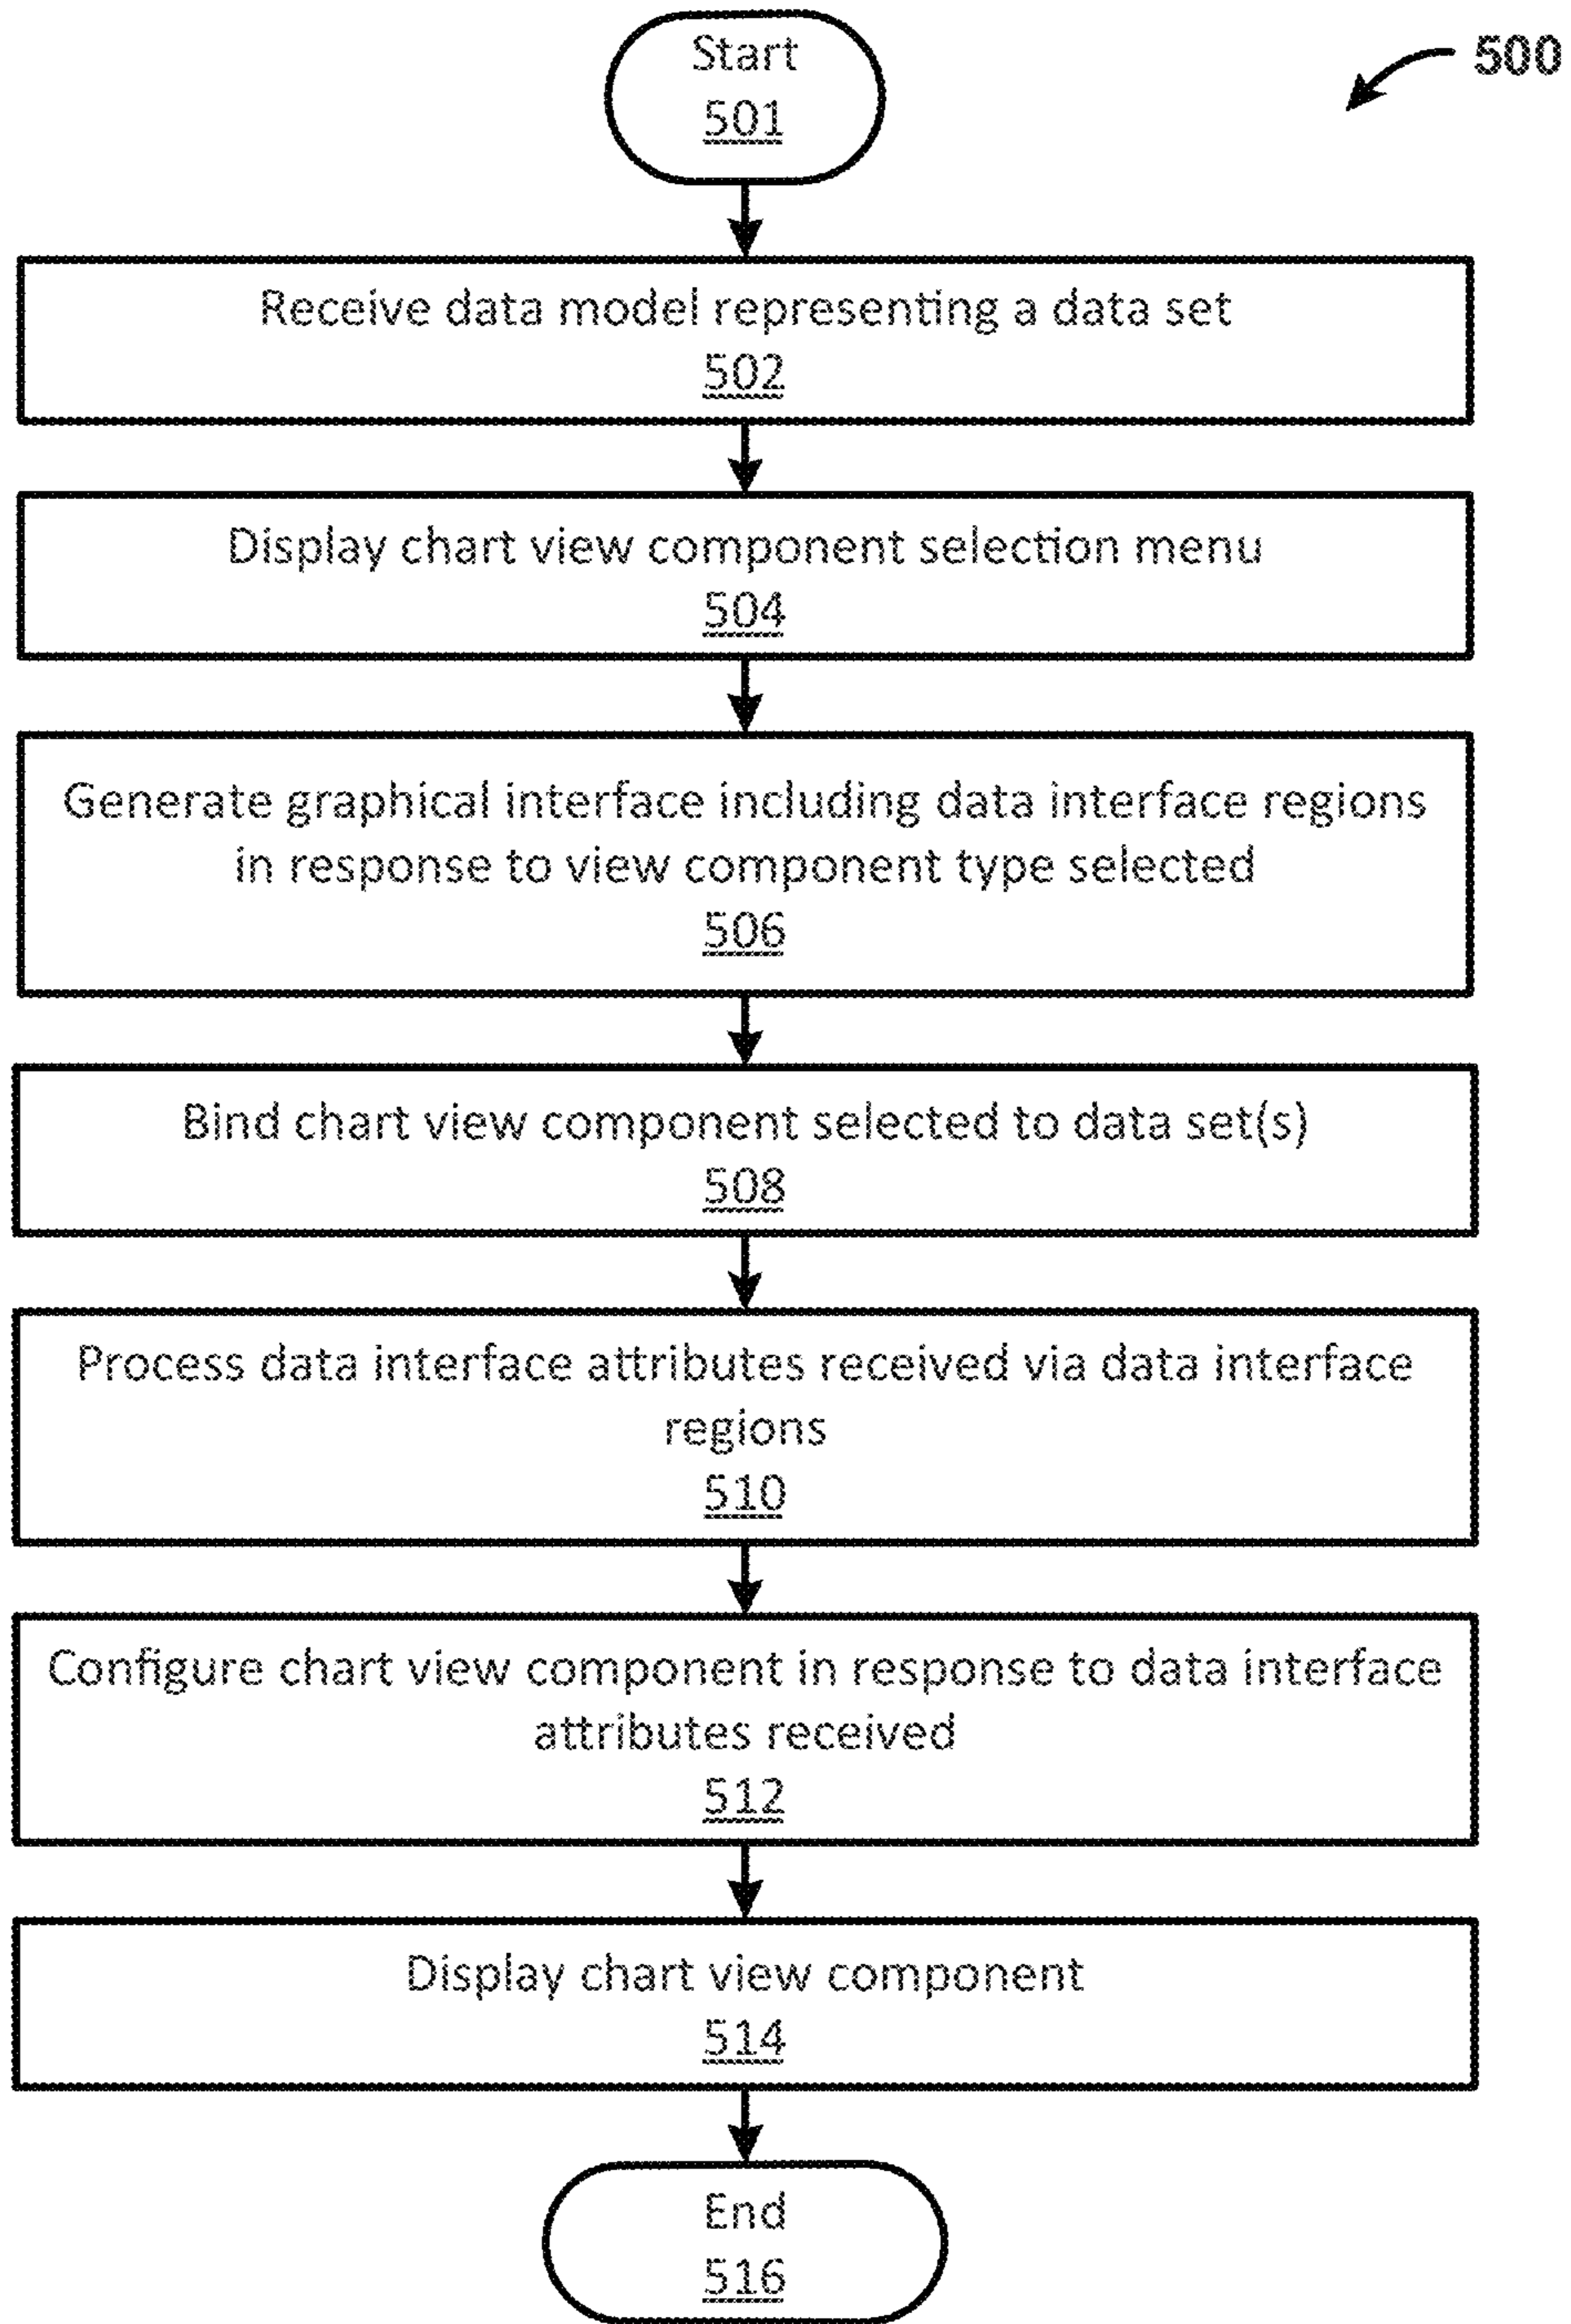 Start
501
500
Receive data model representing a data set
502
Display chart view component selection menu
504
Generate graphical interface including data interface regions
in response to view component type selected
506
Bind chart view component selected to data set(s)
508
Process data interface attributes received via data interface
regions
510
Configure chart view component in response to data interface
attributes received
512
Display chart view component
514
End
516